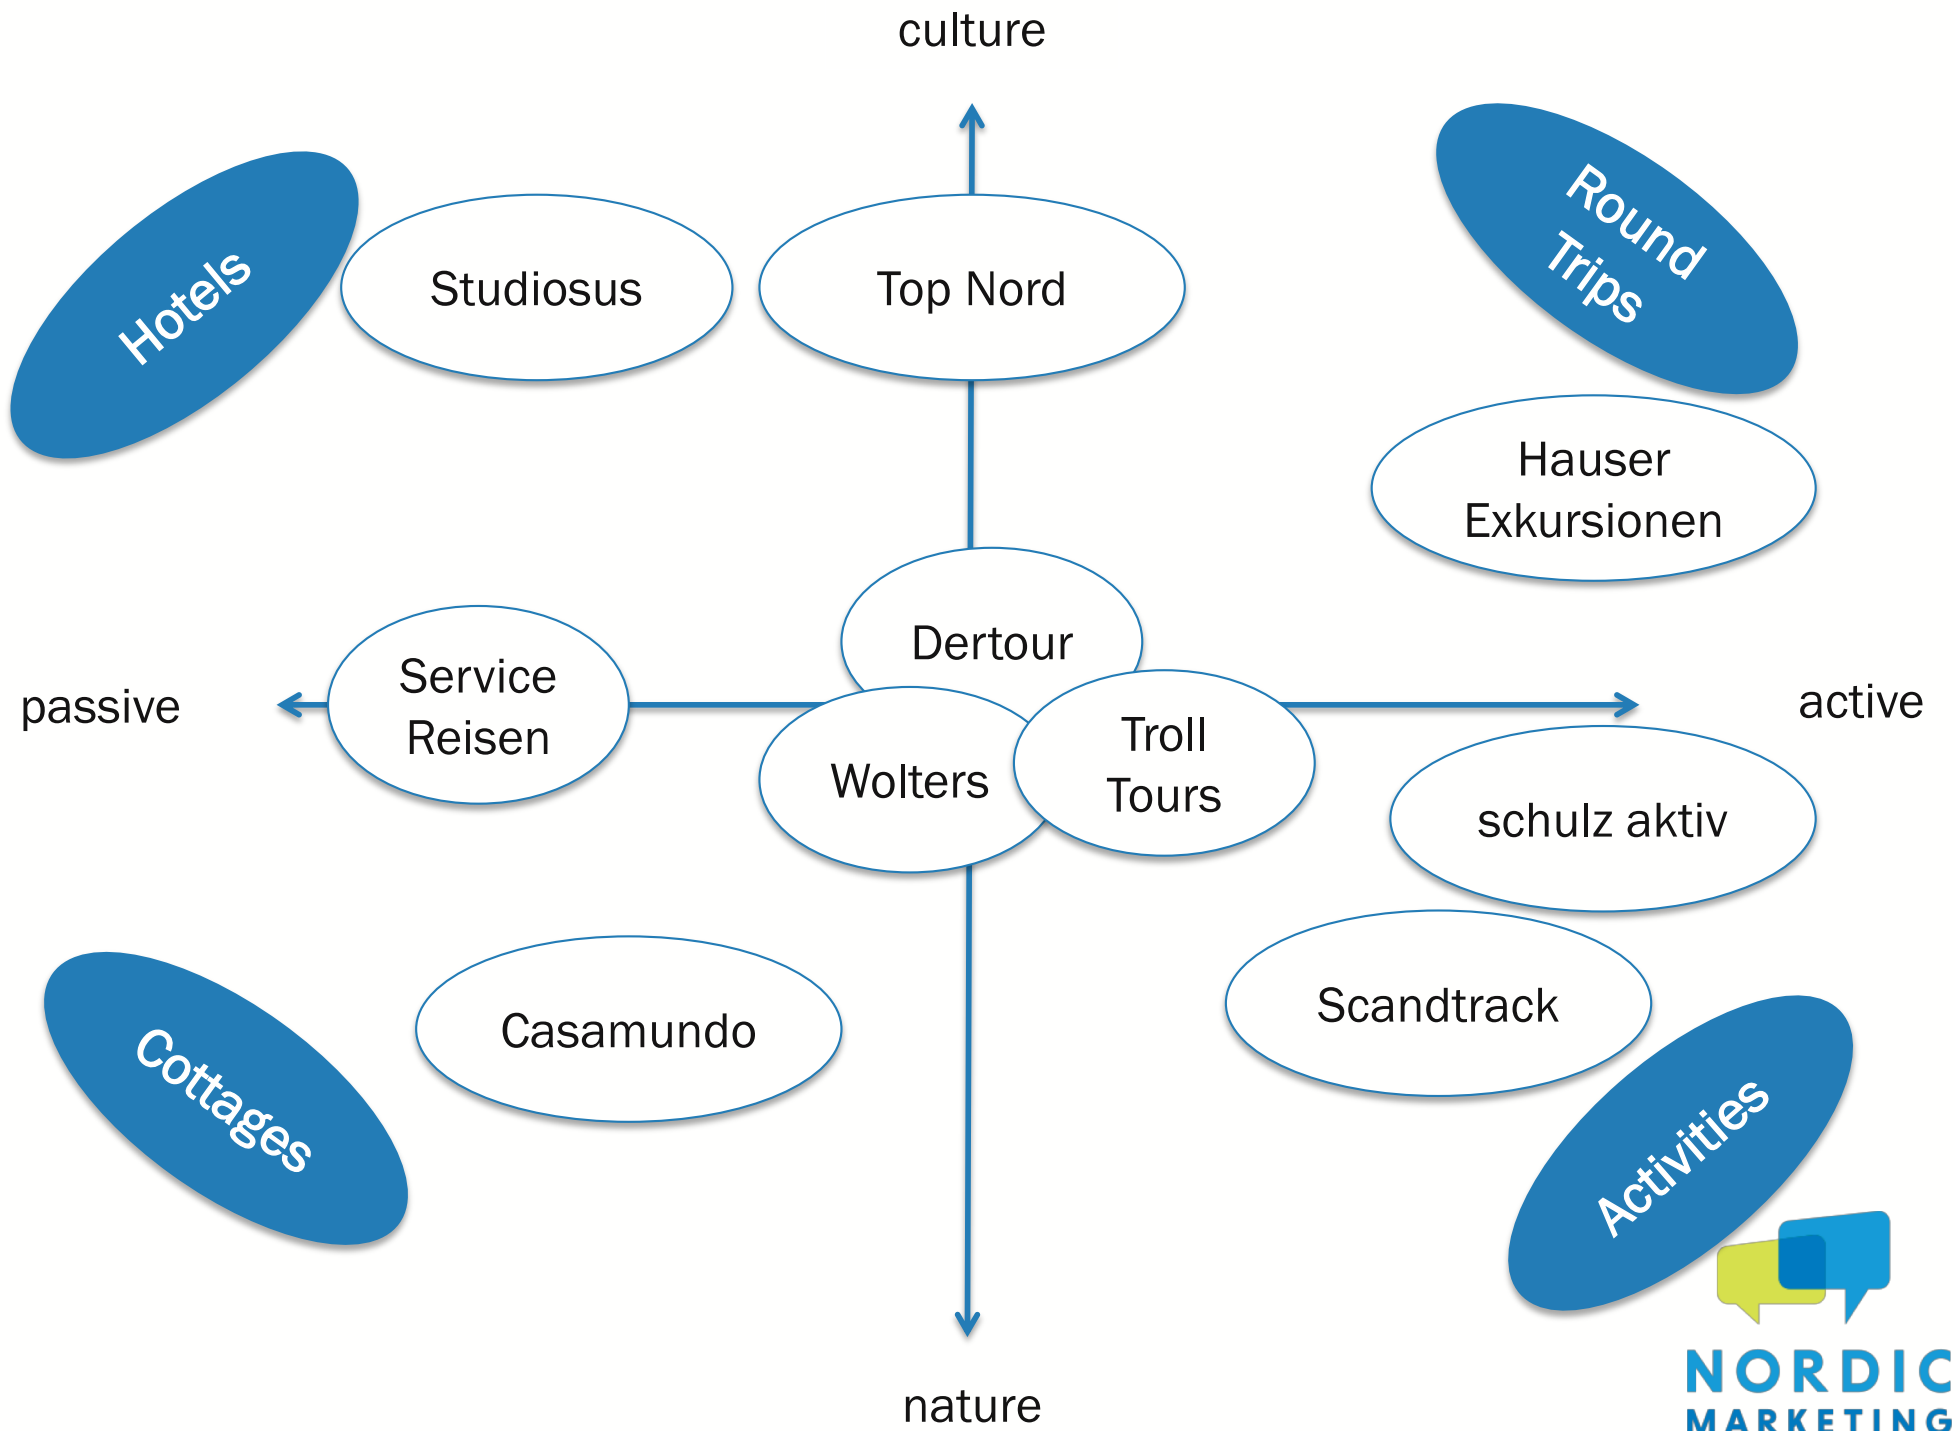 culture
Hotels
Studiosus
Top Nord
Round
Trips
Hauser
Exkursionen
Dertour
passive
Service
Reisen
Wolters
Troll
Tours
active
schulz aktiv
Casamundo
Scandtrack
Cottages
Activities
nature
NORDIC
MARKETING